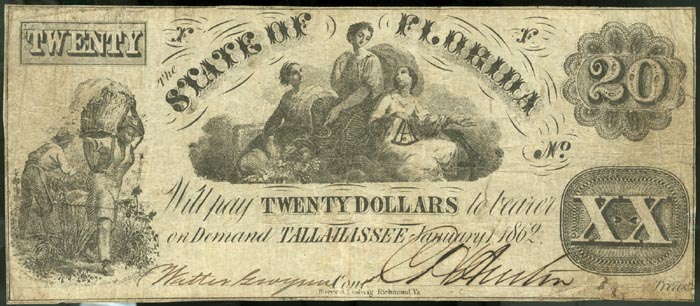 TWENTY
The STATE OF FLORIDA
20
No
Will pay TWENTY DOLLARS to bearer
on Demand TALLAHASSEE January 1, 1862
XX
Hoyer & Ludwig Richmond, Va